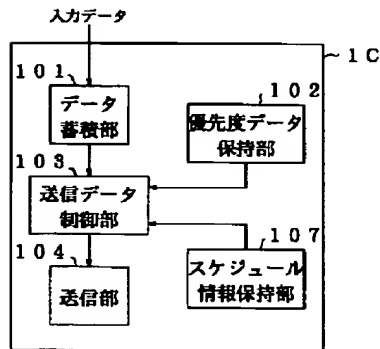 入力データ
1C
101
データ
蓄積部
102
優先度データ
保持部
103
送信データ
制御部
104
送信部
107
スケジュール
情報保持部